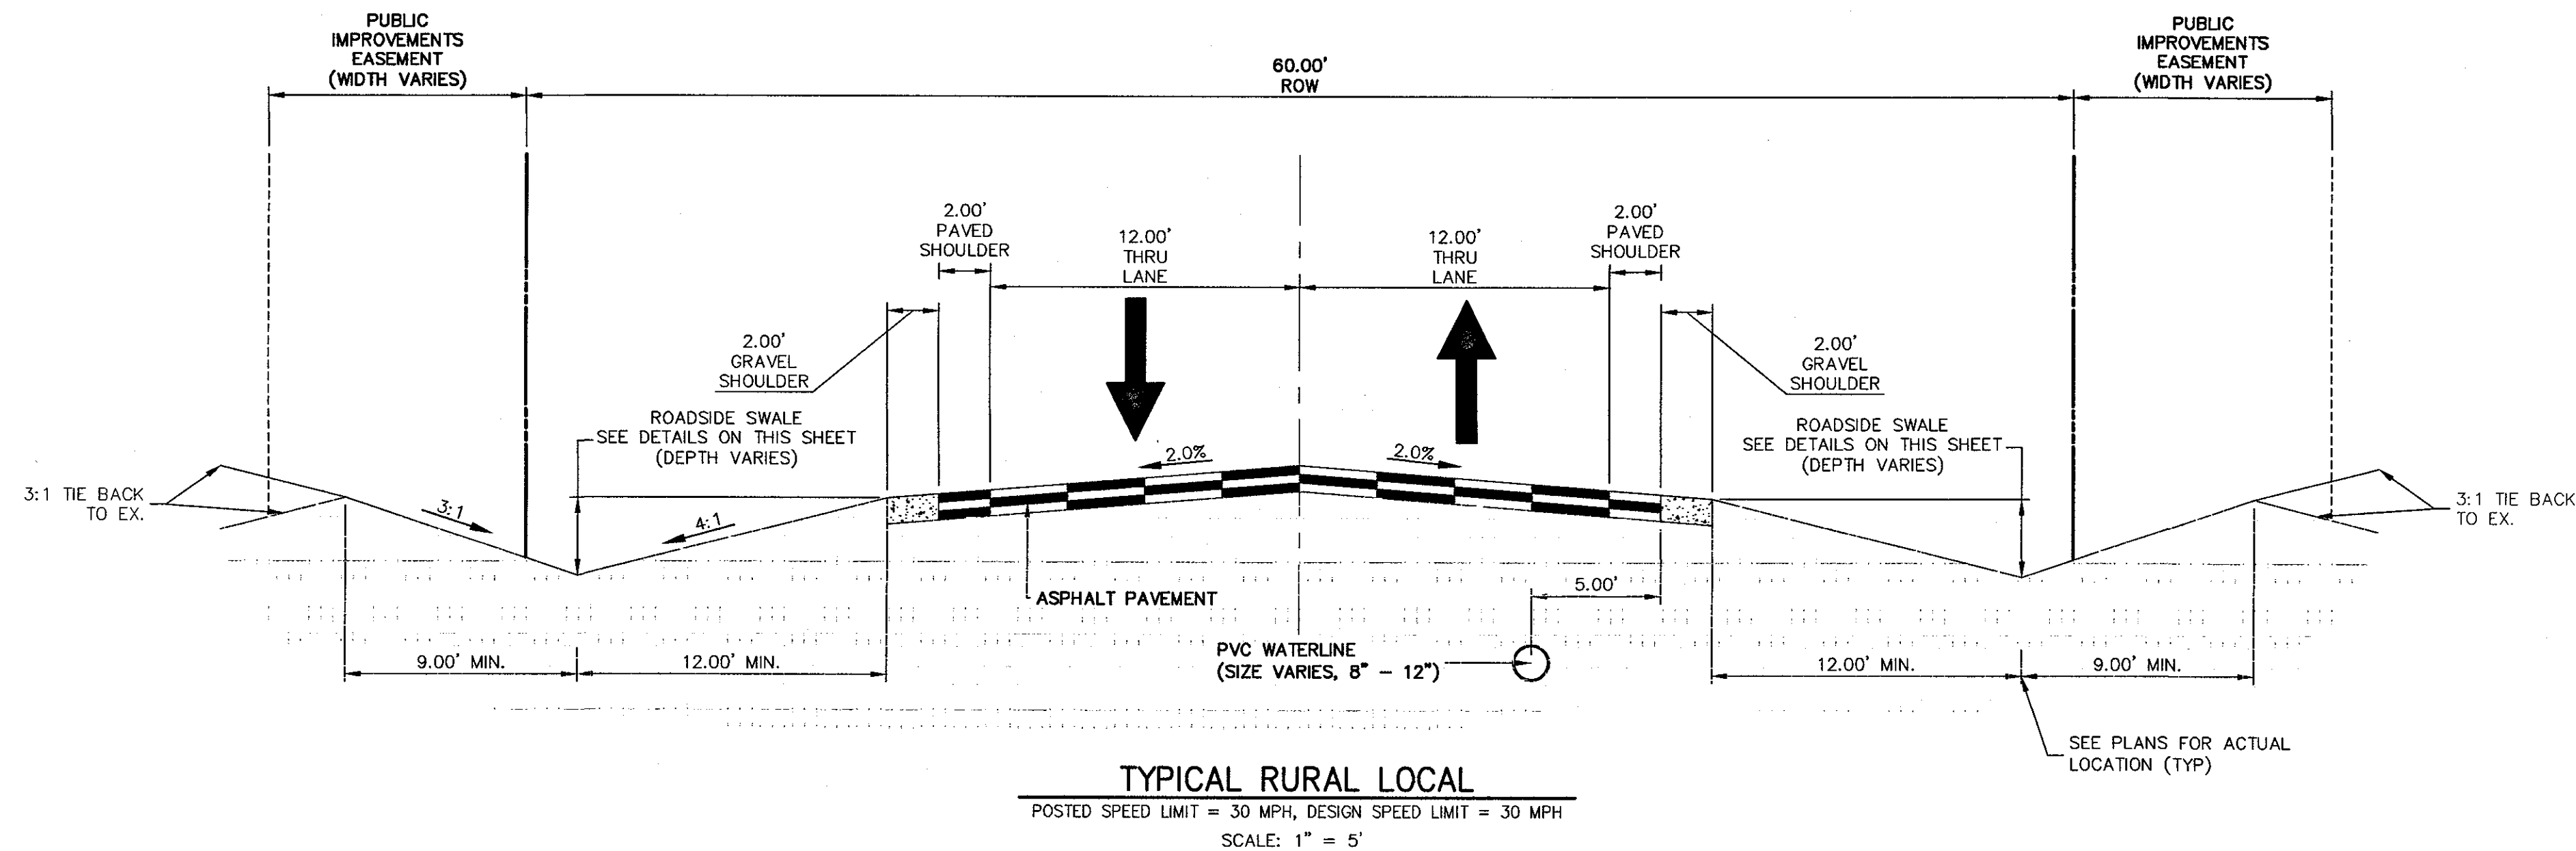 PUBLIC
IMPROVEMENTS
EASEMENT
(WIDTH VARIES)
60.00'
ROW
PUBLIC
IMPROVEMENTS
EASEMENT
(WIDTH VARIES)
2.00'
PAVED
SHOULDER
12.00'
THRU
LANE
12.00'
THRU
LANE
2.00'
PAVED
SHOULDER
2.00'
GRAVEL
SHOULDER
2.00'
GRAVEL
SHOULDER
ROADSIDE SWALE
SEE DETAILS ON THIS SHEET
(DEPTH VARIES)
ROADSIDE SWALE
SEE DETAILS ON THIS SHEET
(DEPTH VARIES)
2.0%
2.0%
3:1 TIE BACK
TO EX.
3:1
4:1
3:1 TIE BACK
TO EX.
ASPHALT PAVEMENT
5.00'
PVC WATERLINE
(SIZE VARIES, 8" – 12")
9.00' MIN.
12.00' MIN.
12.00' MIN.
9.00' MIN.
SEE PLANS FOR ACTUAL
LOCATION (TYP)
TYPICAL RURAL LOCAL
POSTED SPEED LIMIT = 30 MPH, DESIGN SPEED LIMIT = 30 MPH
SCALE: 1" = 5'